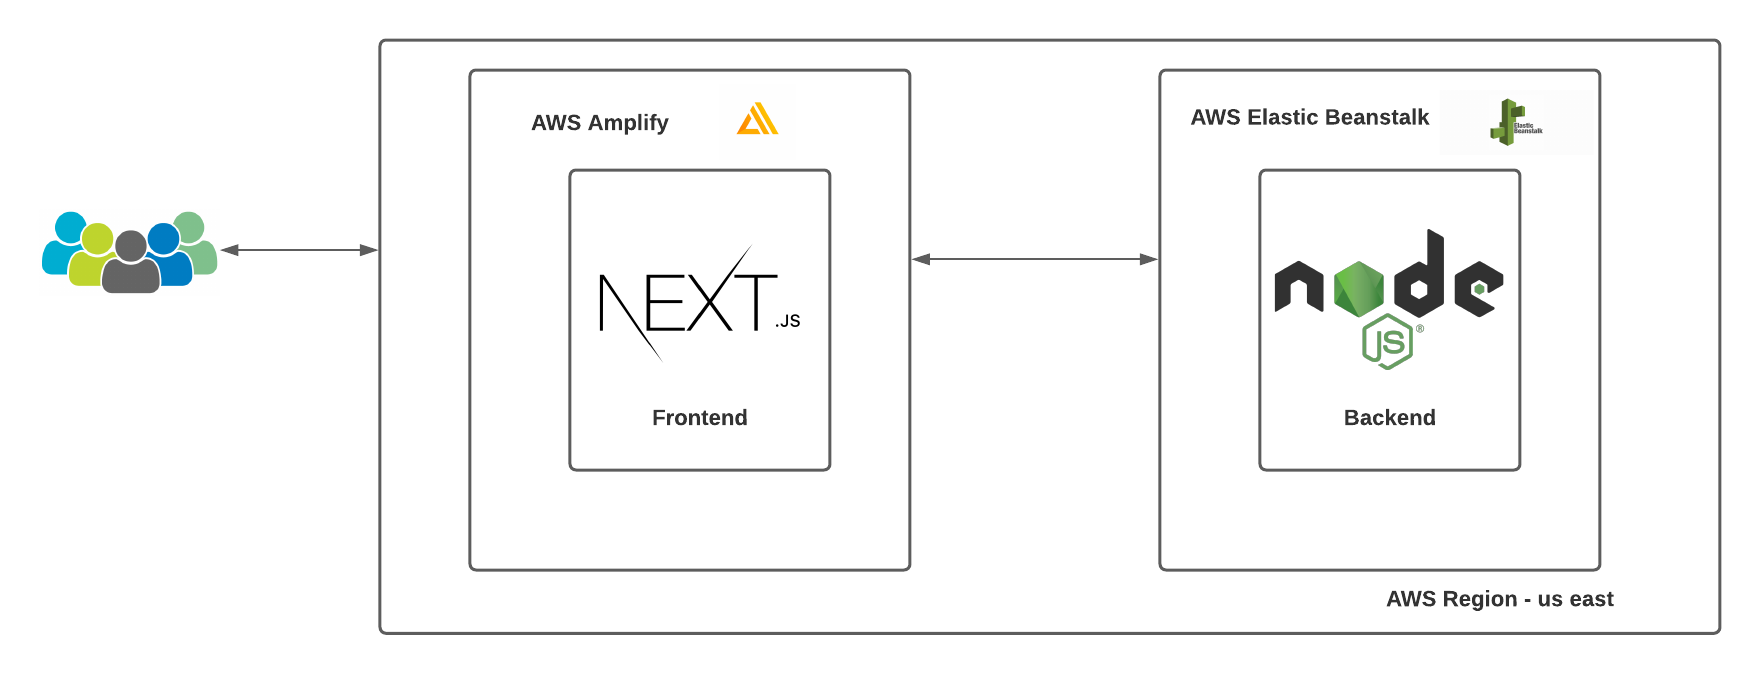 AWS Amplify
AWS Elastic Beanstalk
Elastic
Beanstalk
NEXT.JS
node
JS®
Frontend
Backend
AWS Region - us east